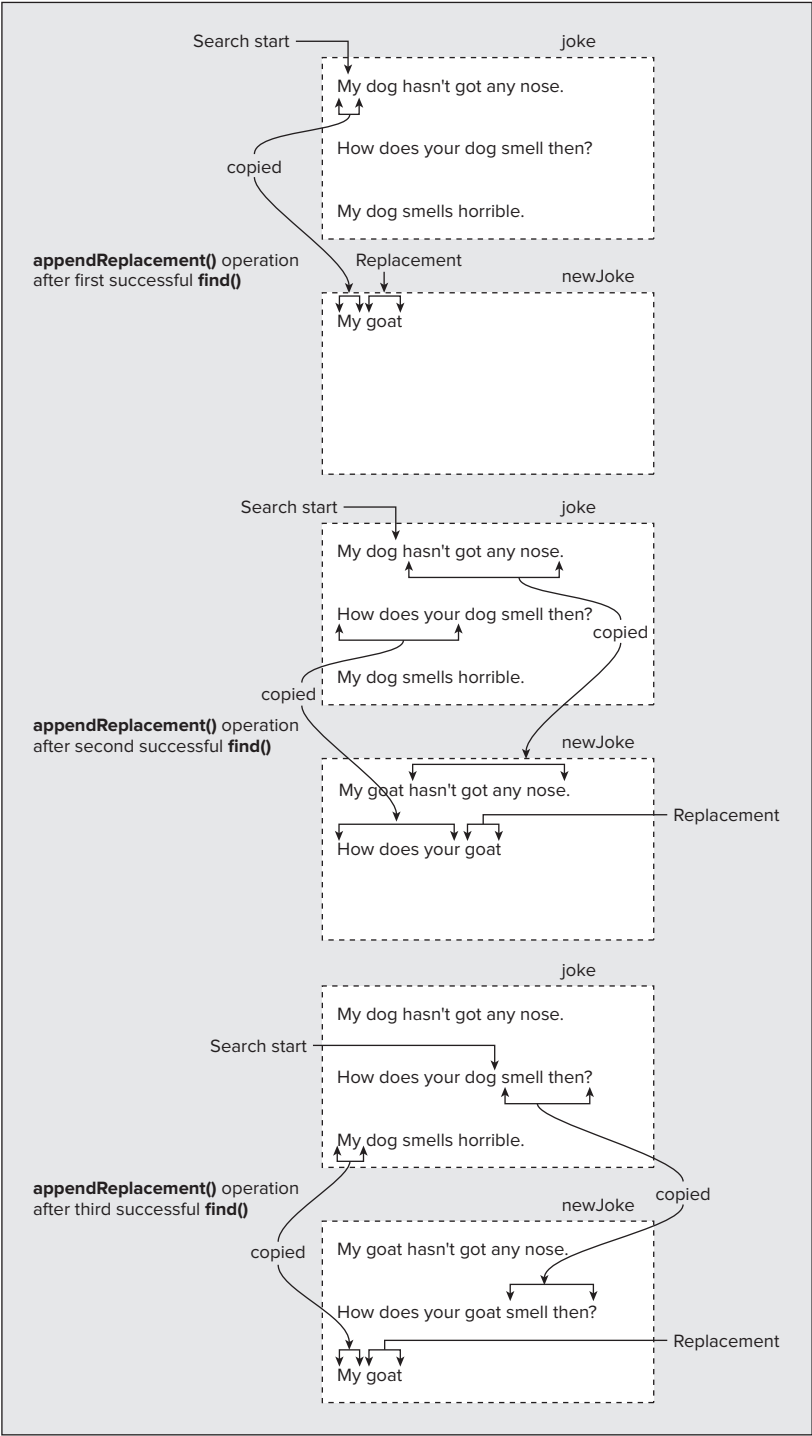 Search start
joke
My dog hasn't got any nose.
How does your dog smell then?
copied
My dog smells horrible.
appendReplacement() operation
after first successful find()
Replacement
newJoke
My goat
Search start
joke
My dog hasn't got any nose.
How does your dog smell then?
copied
My dog smells horrible.
copied
appendReplacement() operation
after second successful find()
newJoke
My goat hasn't got any nose.
Replacement
How does your goat
joke
My dog hasn't got any nose.
Search start
How does your dog smell then?
My dog smells horrible.
appendReplacement() operation
after third successful find()
copied
newJoke
copied
My goat hasn't got any nose.
How does your goat smell then?
Replacement
My goat